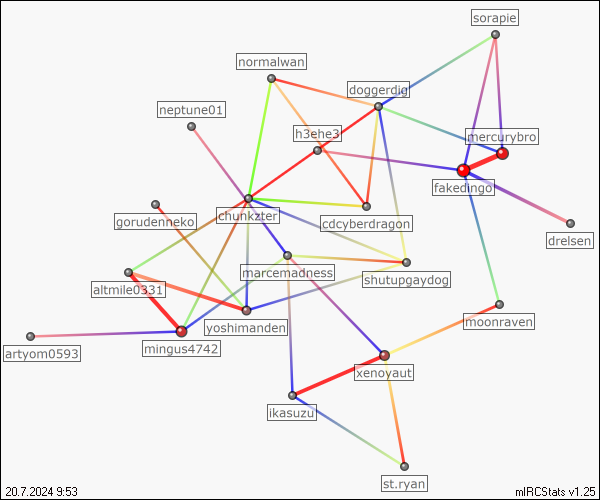 sorapie
normalwan
doggerdig
neptune01
h3ehe3
mercurybro
fakedingo
gorudenneko
chunkzter
cdcyberdragon
drelsen
marcemadness
shutupgaydog
altmile0331
yoshimanden
moonraven
artyom0593
mingus4742
xenoyaut
ikasuzu
st.ryan
20.7.2024 9:53
mIRCStats v1.25